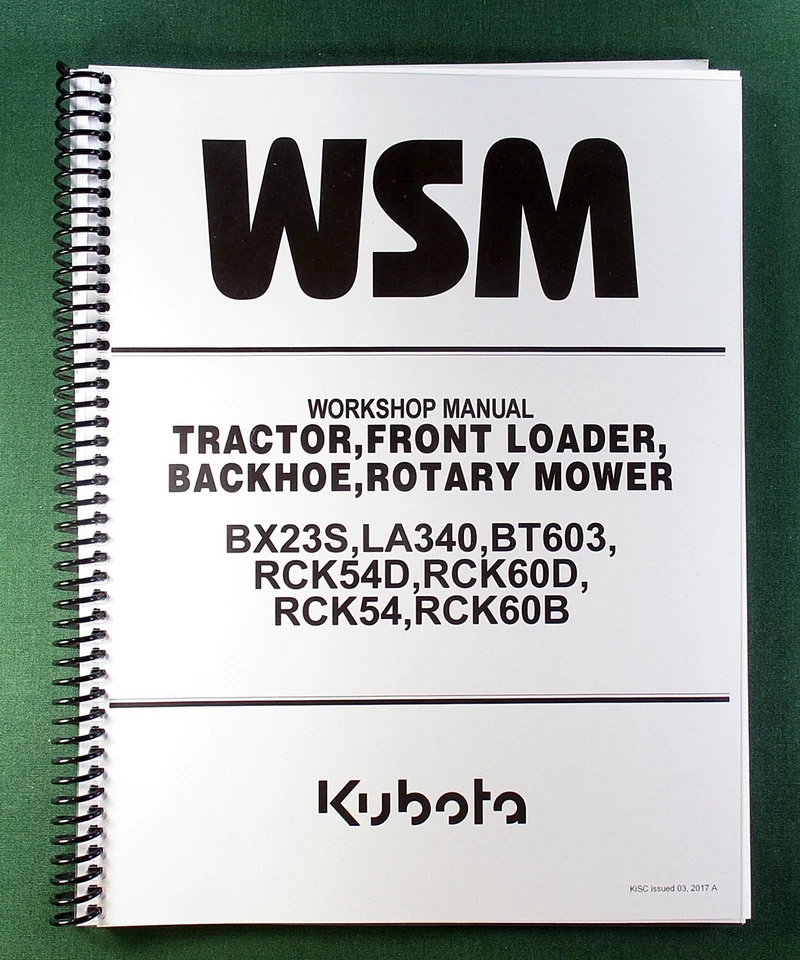 WSM
WORKSHOP MANUAL
TRACTOR,FRONT LOADER,
BACKHOE,ROTARY MOWER
BX23S,LA340,BT603,
RCK54D,RCK60D,
RCK54,RCK60B
Kubota
KiSC issued 03, 2017 A